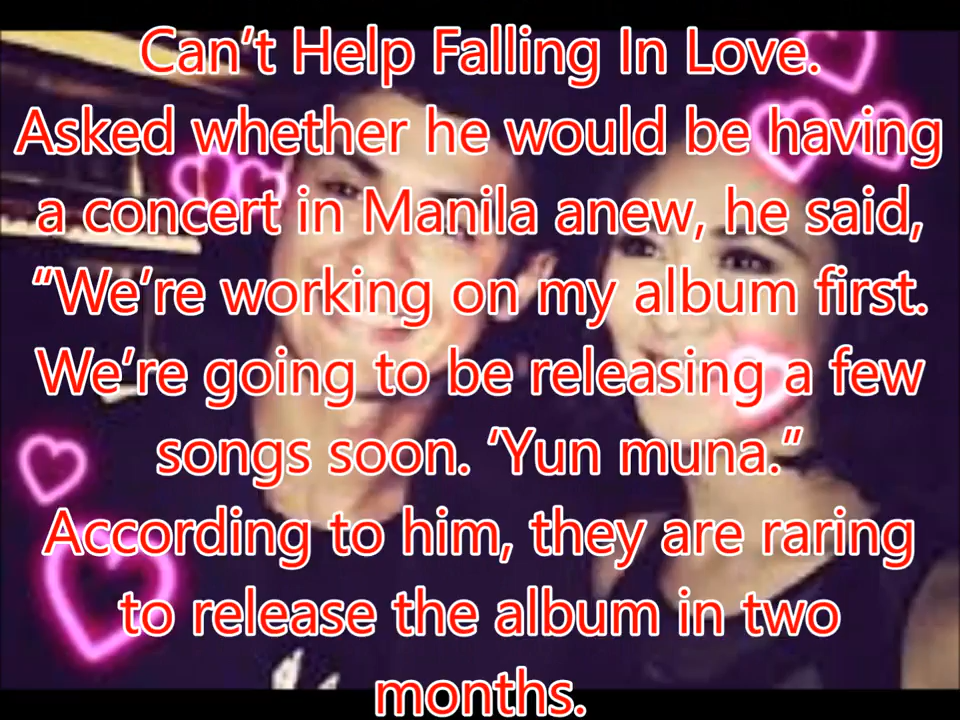 Can’t Help Falling In Love.
Asked whether he would be having
a concert in Manila anew, he said,
“We’re working on my album first.
We’re going to be releasing a few
songs soon. ‘Yun muna.”
According to him, they are raring
to release the album in two
months.